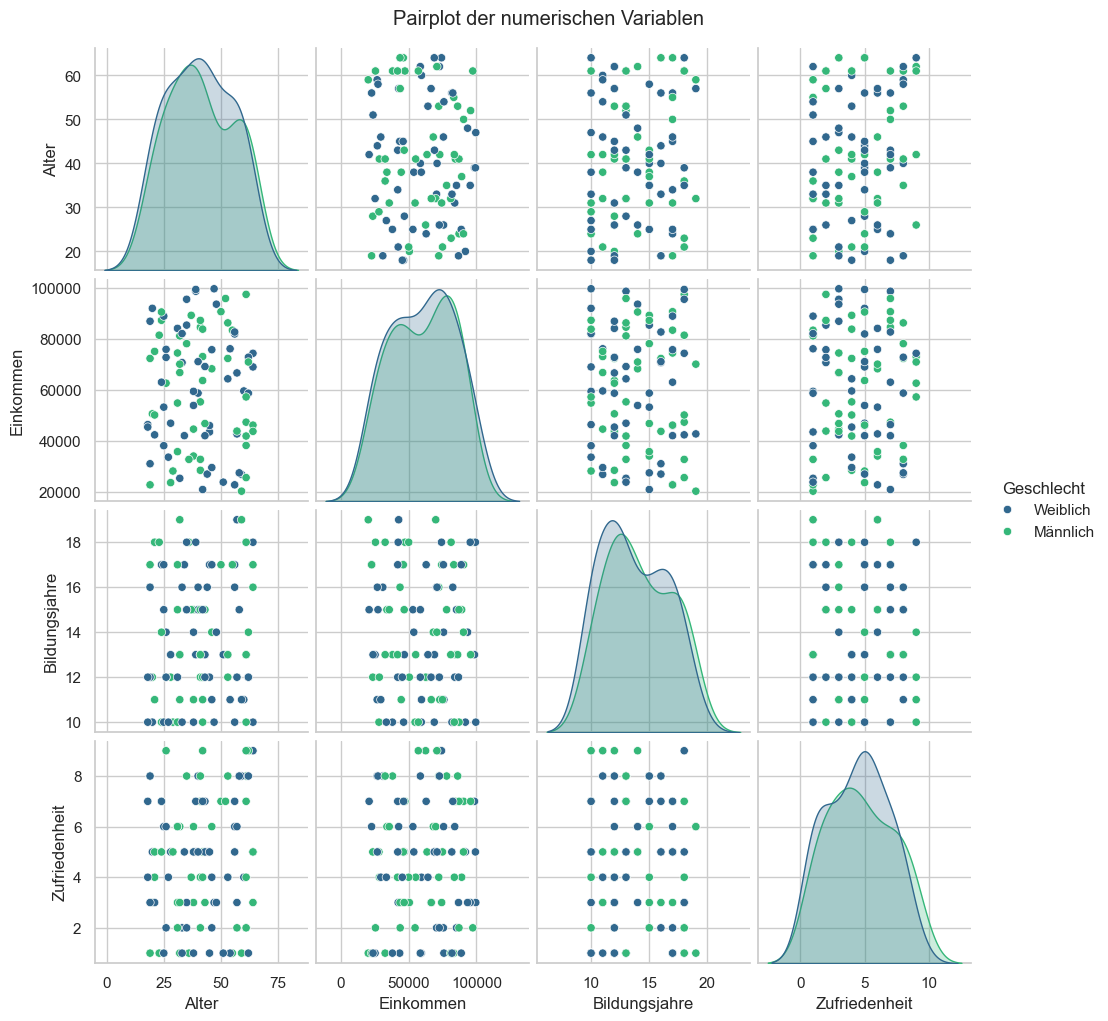 Pairplot der numerischen Variablen
Alter
60
50
40
30
20
Einkommen
100000
80000
60000
40000
20000
Geschlecht
Weiblich
Männlich
Bildungsjahre
18
16
14
12
10
Zufriedenheit
8
6
4
2
0 25 50 75
0 50000 100000
10 15 20
0 5 10
Alter
Einkommen
Bildungsjahre
Zufriedenheit